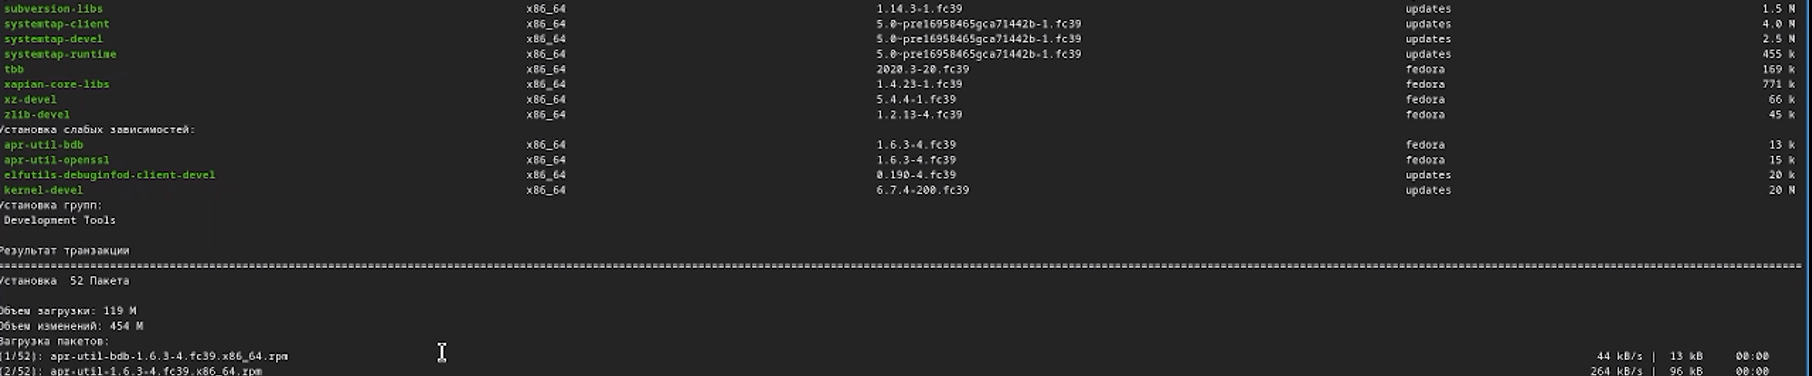 subversion-libs x86_64 1.14.3-1.fc39 updates 1.5 M
systemtap-client x86_64 5.0~pre16958465gca71442b-1.fc39 updates 4.0 M
systemtap-devel x86_64 5.0~pre16958465gca71442b-1.fc39 updates 2.5 M
systemtap-runtime x86_64 5.0~pre16958465gca71442b-1.fc39 updates 455 k
tbb x86_64 2020.3-20.fc39 fedora 169 k
xapian-core-libs x86_64 1.4.23-1.fc39 fedora 771 k
xz-devel x86_64 5.4.4-1.fc39 fedora 66 k
zlib-devel x86_64 1.2.13-4.fc39 fedora 45 k
Установка слабых зависимостей:
apr-util-bdb x86_64 1.6.3-4.fc39 fedora 13 k
apr-util-openssl x86_64 1.6.3-4.fc39 fedora 15 k
elfutils-debuginfod-client-devel x86_64 0.190-4.fc39 updates 20 k
kernel-devel x86_64 6.7.4-200.fc39 updates 20 M
Установка групп:
Development Tools
Результат транзакции
Установка 52 Пакета
Объем загрузки: 119 M
Объем изменений: 454 M
Загрузка пакетов:
(1/52): apr-util-bdb-1.6.3-4.fc39.x86_64.rpm 44 kB/s | 13 kB 00:00
(2/52): apr-util-1.6.3-4.fc39.x86_64.rpm 264 kB/s | 96 kB 00:00